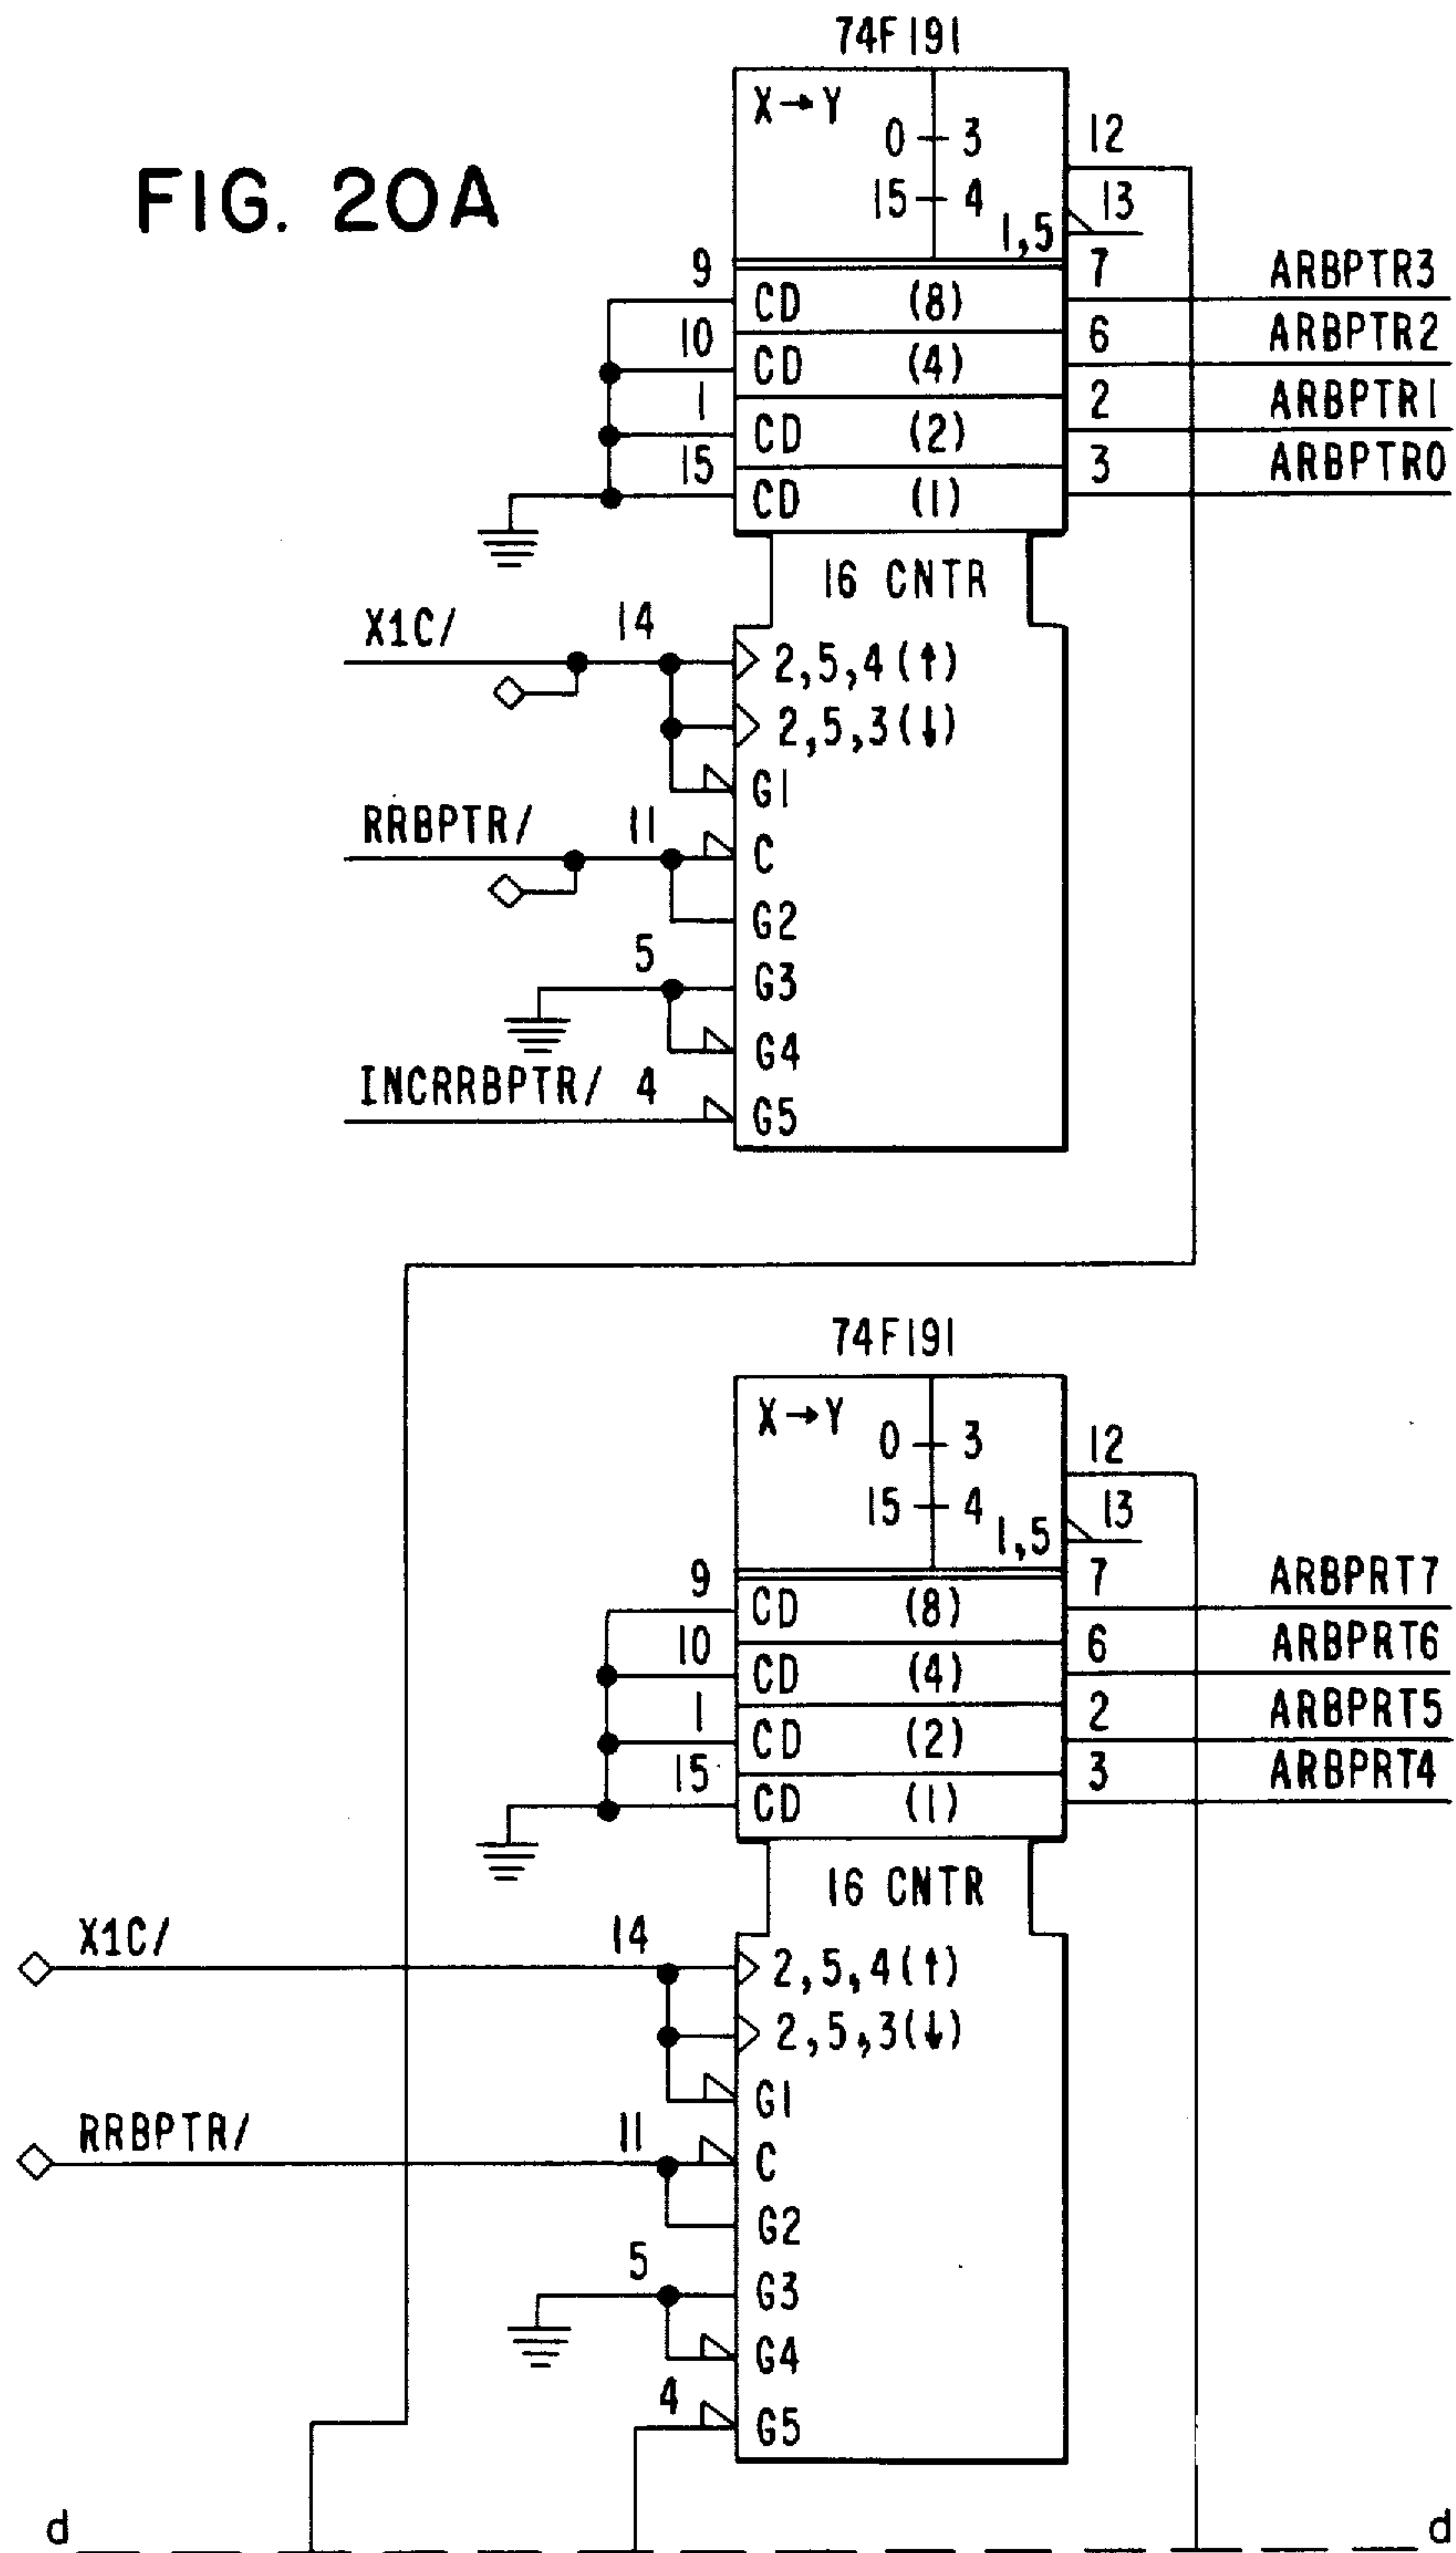 74F191
FIG. 20A
X→Y
0 3
12
15 4
13
1,5
9 CD (8) 7 ARBPTR3
10 CD (4) 6 ARBPTR2
1 CD (2) 2 ARBPTR1
15 CD (1) 3 ARBPTR0
16 CNTR
X1C/ 14 2,5,4(↑)
2,5,3(↓)
G1
RRBPTR/ 11 C
G2
5 G3
G4
INCRRBPTR/ 4 G5
74F191
X→Y
0 3
12
15 4
13
1,5
9 CD (8) 7 ARBPRT7
10 CD (4) 6 ARBPRT6
1 CD (2) 2 ARBPRT5
15 CD (1) 3 ARBPRT4
16 CNTR
X1C/ 14 2,5,4(↑)
2,5,3(↓)
G1
RRBPTR/ 11 C
G2
5 G3
G4
4 G5
d d